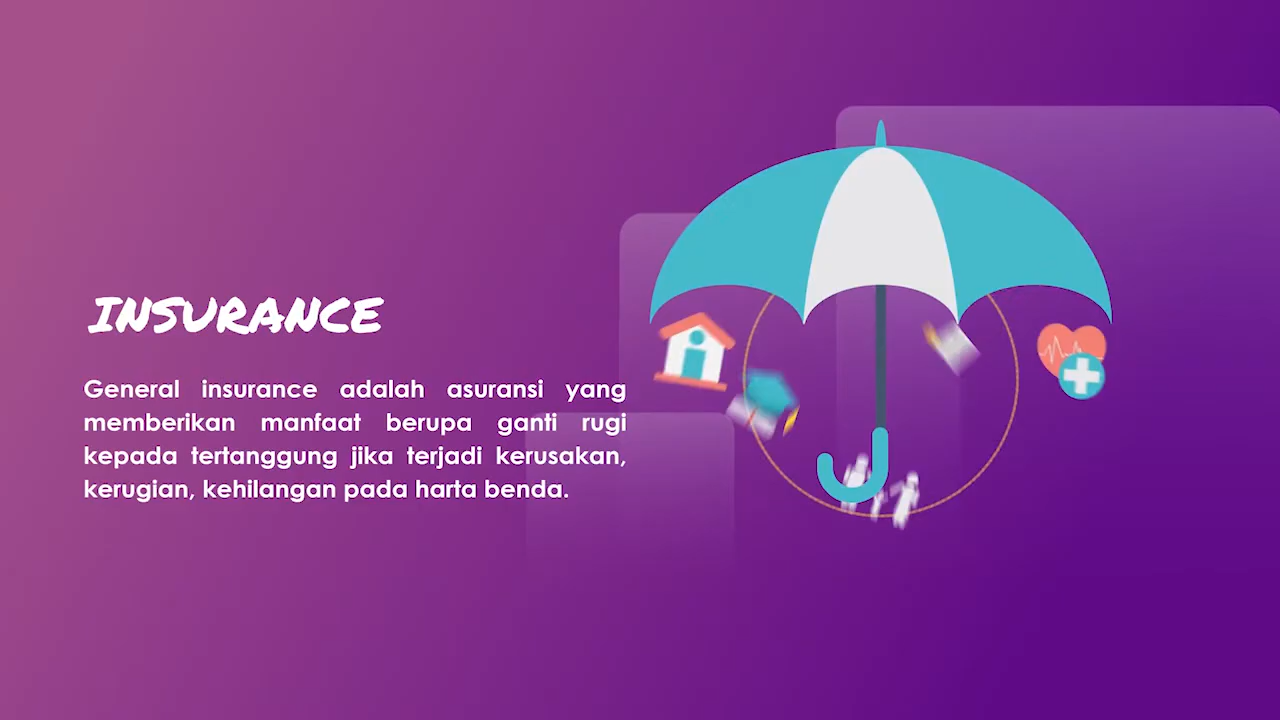 INSURANCE
General insurance adalah asuransi yang
memberikan manfaat berupa ganti rugi
kepada tertanggung jika terjadi kerusakan,
kerugian, kehilangan pada harta benda.